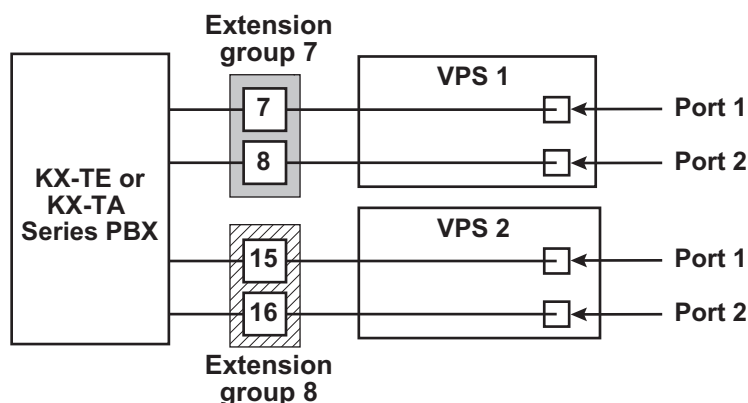 Extension
group 7
VPS 1
7
Port 1
8
Port 2
KX-TE or
KX-TA
Series PBX
VPS 2
15
Port 1
16
Port 2
Extension
group 8